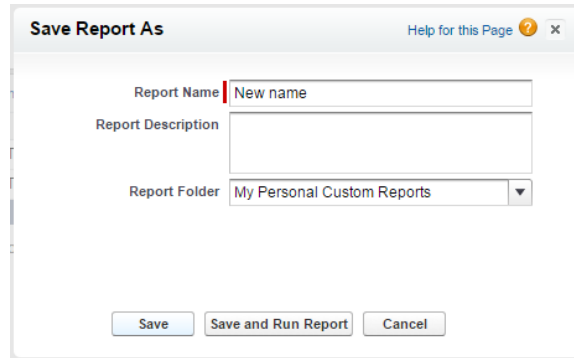 Save Report As
Help for this Page ?
Report Name New name
Report Description
Report Folder My Personal Custom Reports
Save Save and Run Report Cancel